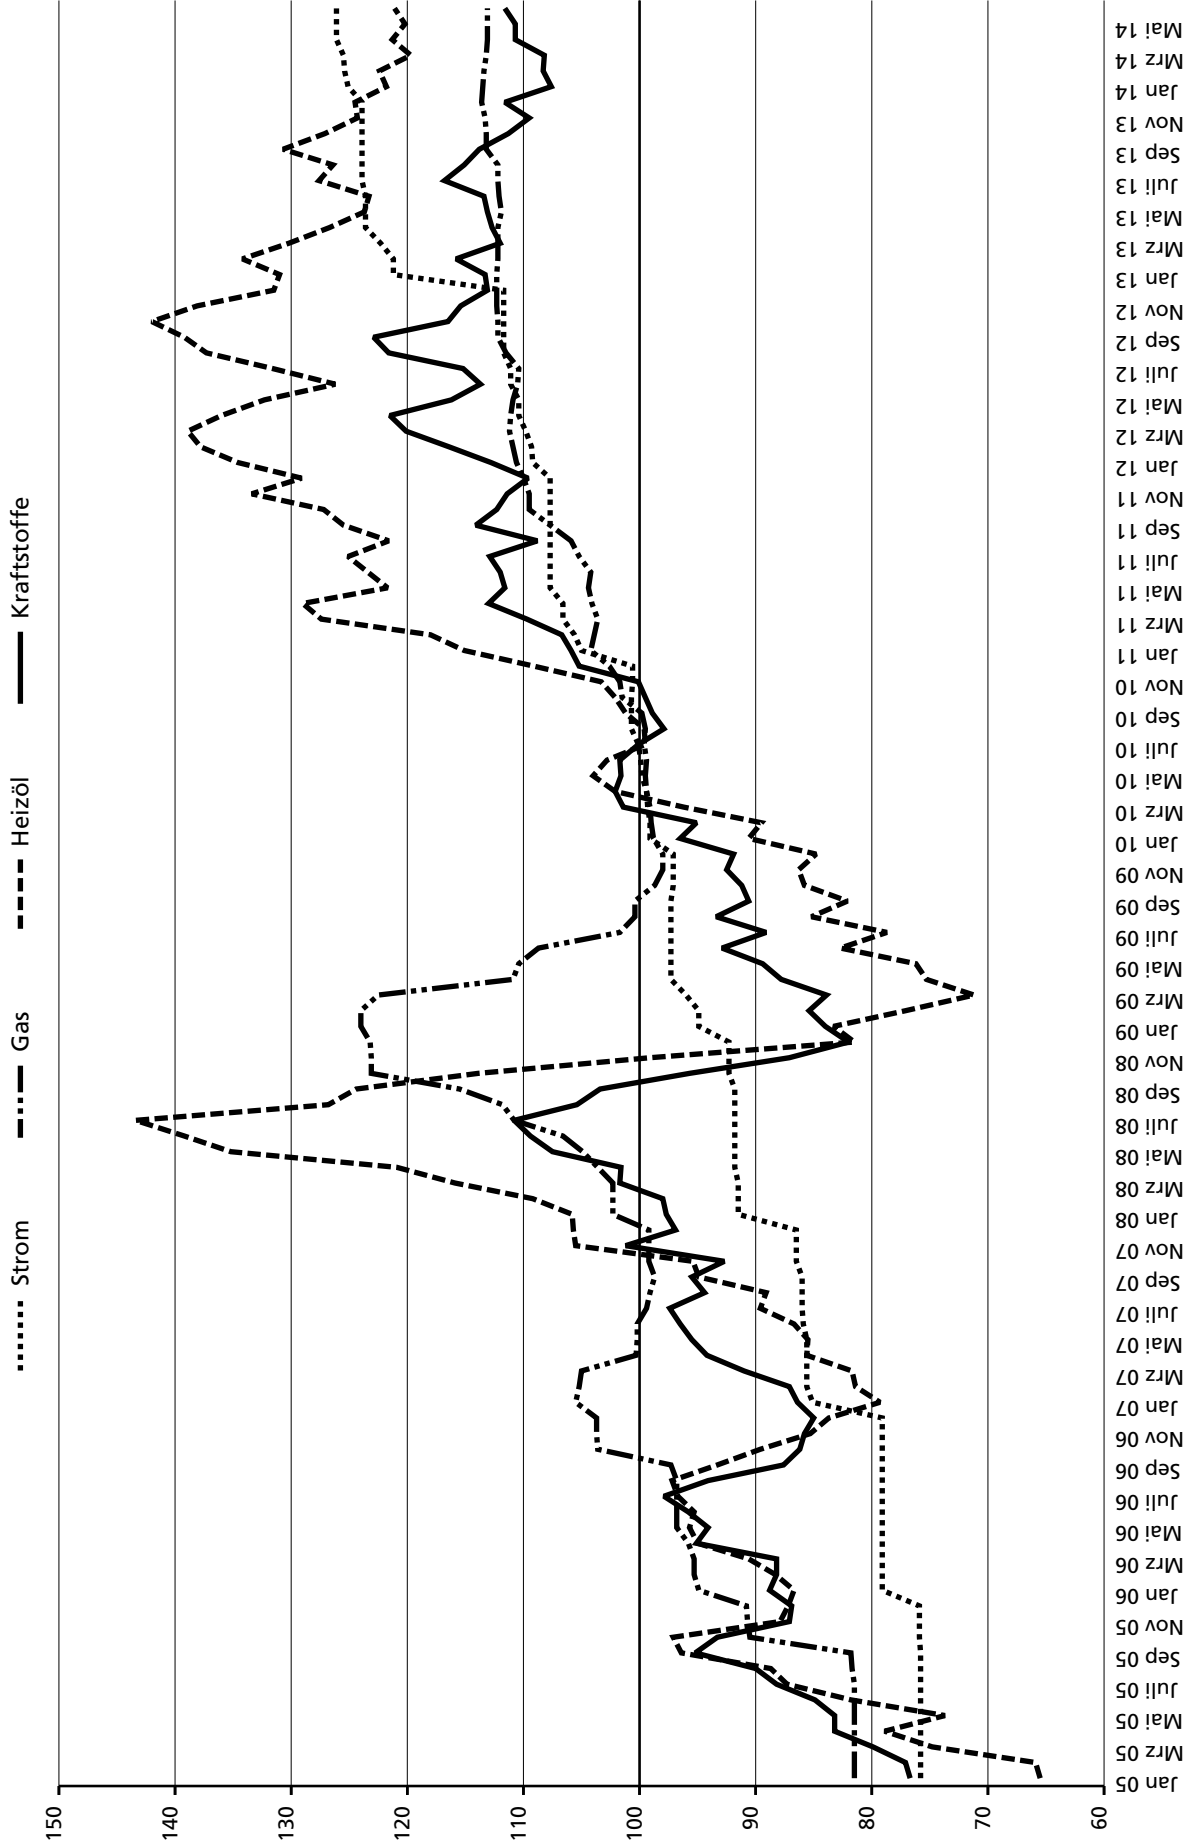 Strom Gas Heizöl Kraftstoffe
150
140
130
120
110
100
90
80
70
60
Jan 05
Mrz 05
Mai 05
Juli 05
Sep 05
Nov 05
Jan 06
Mrz 06
Mai 06
Juli 06
Sep 06
Nov 06
Jan 07
Mrz 07
Mai 07
Juli 07
Sep 07
Nov 07
Jan 08
Mrz 08
Mai 08
Juli 08
Sep 08
Nov 08
Jan 09
Mrz 09
Mai 09
Juli 09
Sep 09
Nov 09
Jan 10
Mrz 10
Mai 10
Juli 10
Sep 10
Nov 10
Jan 11
Mrz 11
Mai 11
Juli 11
Sep 11
Nov 11
Jan 12
Mrz 12
Mai 12
Juli 12
Sep 12
Nov 12
Jan 13
Mrz 13
Mai 13
Juli 13
Sep 13
Nov 13
Jan 14
Mrz 14
Mai 14